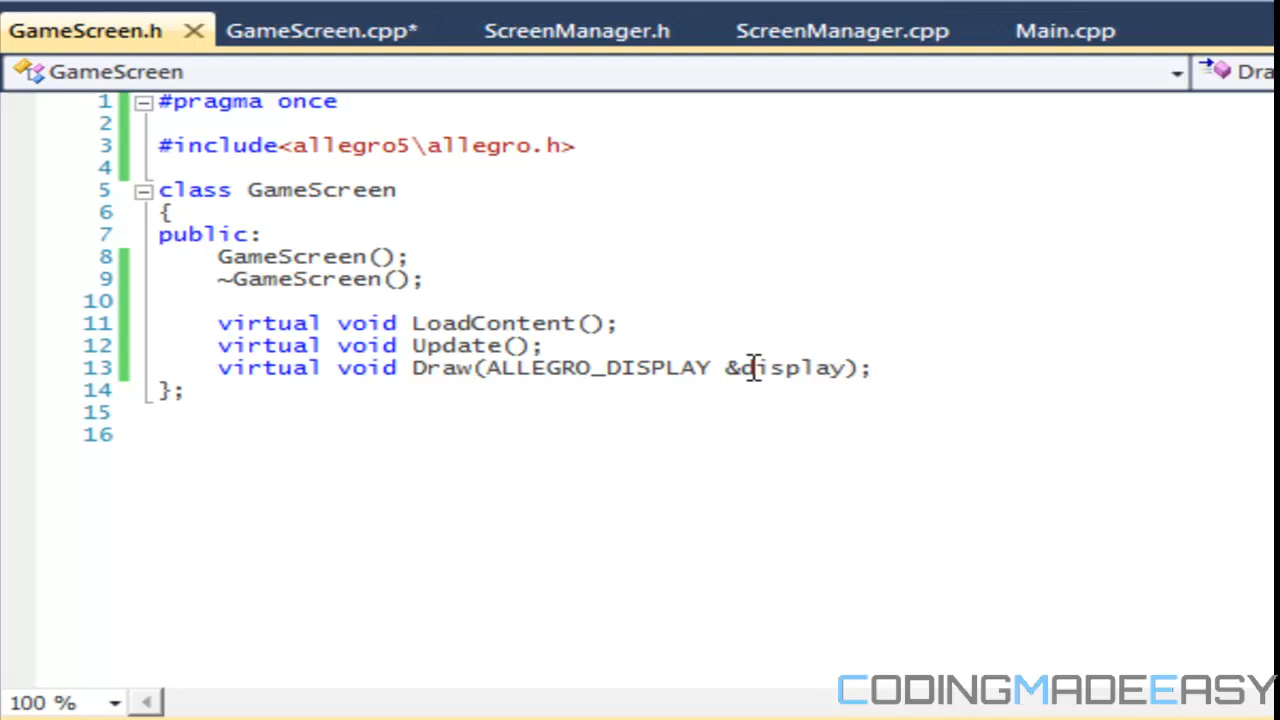 GameScreen.h GameScreen.cpp* ScreenManager.h ScreenManager.cpp Main.cpp
GameScreen Dra
1 #pragma once
2
3 #include<allegro5\allegro.h>
4
5 class GameScreen
6 {
7 public:
8 GameScreen();
9 ~GameScreen();
10
11 virtual void LoadContent();
12 virtual void Update();
13 virtual void Draw(ALLEGRO_DISPLAY &display);
14 };
15
16
100 %
CODINGMADEEASY